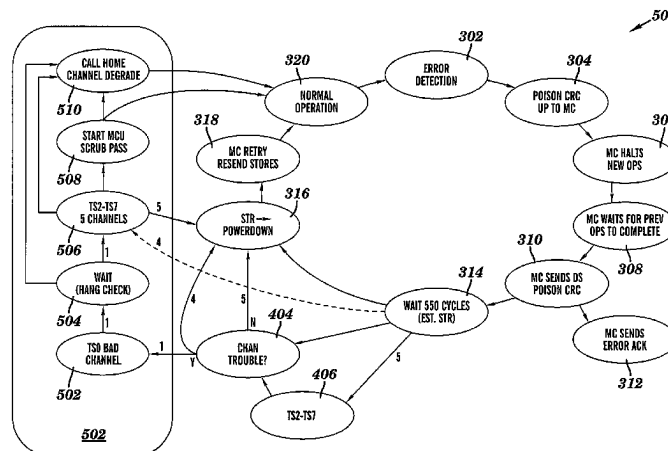 50
CALL HOME
CHANNEL DEGRADE
510
START MCU
SCRUB PASS
508
TS2-TS7
5 CHANNELS
506
WAIT
(HANG CHECK)
504
TS0 BAD
CHANNEL
502
502
1
1
1
5
4
4
5
N
Y
5
320
NORMAL
OPERATION
302
ERROR
DETECTION
304
POISON CRC
UP TO MC
30
MC HALTS
NEW OPS
MC WAITS FOR PREV
OPS TO COMPLETE
308
310
MC SENDS DS
POISON CRC
MC SENDS
ERROR ACK
312
314
WAIT 550 CYCLES
(EST. STR)
318
MC RETRY
RESEND STORES
316
STR →
POWERDOWN
404
CHAN
TROUBLE?
406
TS2-TS7